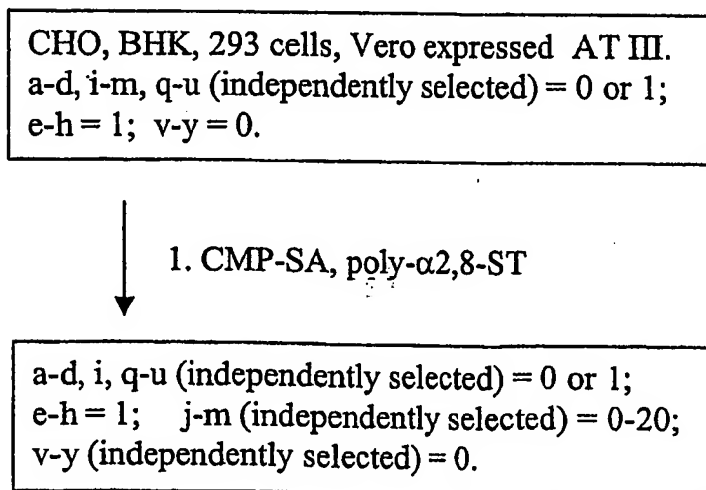 CHO, BHK, 293 cells, Vero expressed AT III.
a-d, i-m, q-u (independently selected) = 0 or 1;
e-h = 1; v-y = 0.
1. CMP-SA, poly-α2,8-ST
a-d, i, q-u (independently selected) = 0 or 1;
e-h = 1; j-m (independently selected) = 0-20;
v-y (independently selected) = 0.